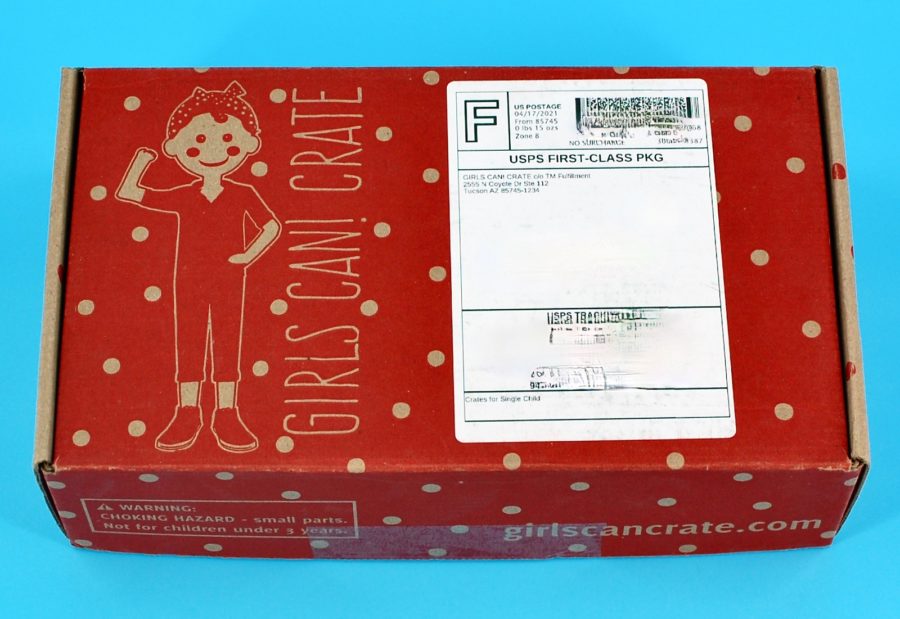 GIRLS CAN! CRATE
F
US POSTAGE
04/17/2021
From 85745
0 lbs 15 ozs
Zone 8
NO SURCHARGE
USPS FIRST-CLASS PKG
GIRLS CAN! CRATE c/o TM Fulfillment
2555 N Coyote Dr Ste 112
Tucson AZ 85745-1234
USPS
Crates for Single Child
WARNING:
CHOKING HAZARD - small parts.
Not for children under 3 years.
girlscancrate.com